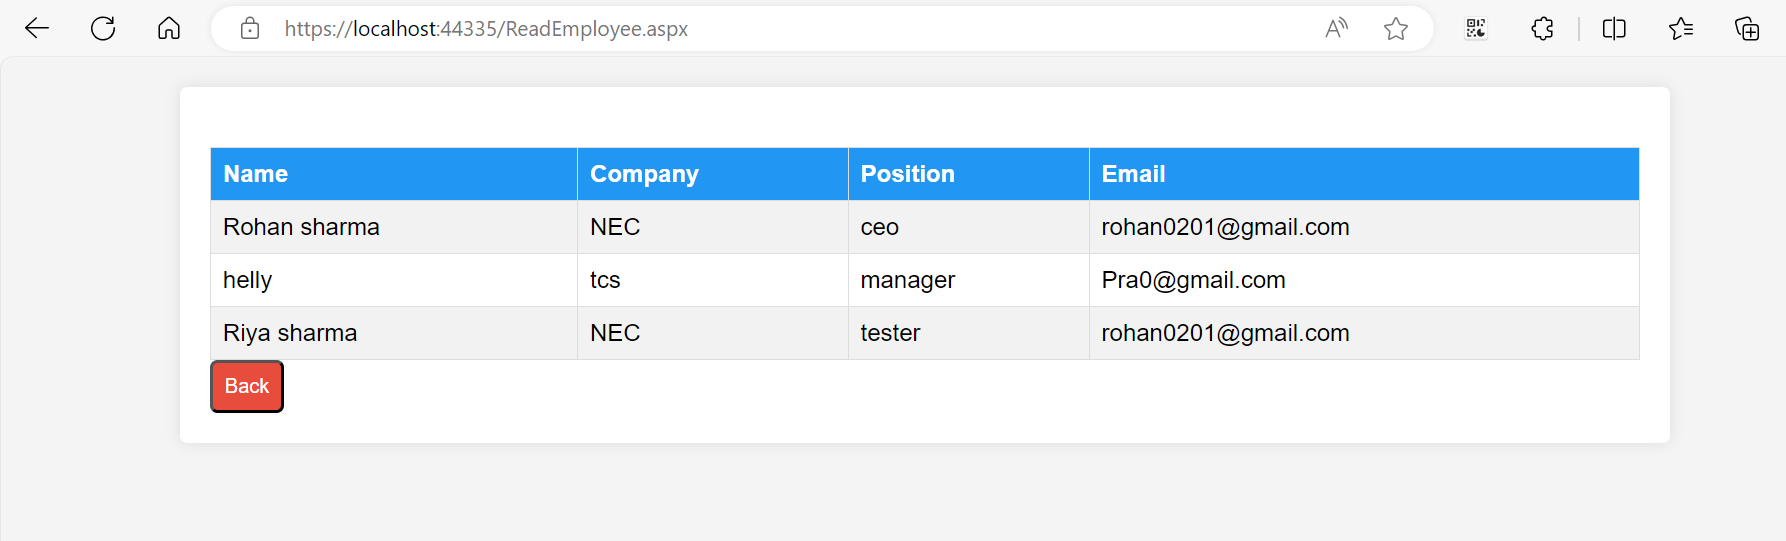 https://localhost:44335/ReadEmployee.aspx
Name Company Position Email
Rohan sharma NEC ceo rohan0201@gmail.com
helly tcs manager Pra0@gmail.com
Riya sharma NEC tester rohan0201@gmail.com
Back